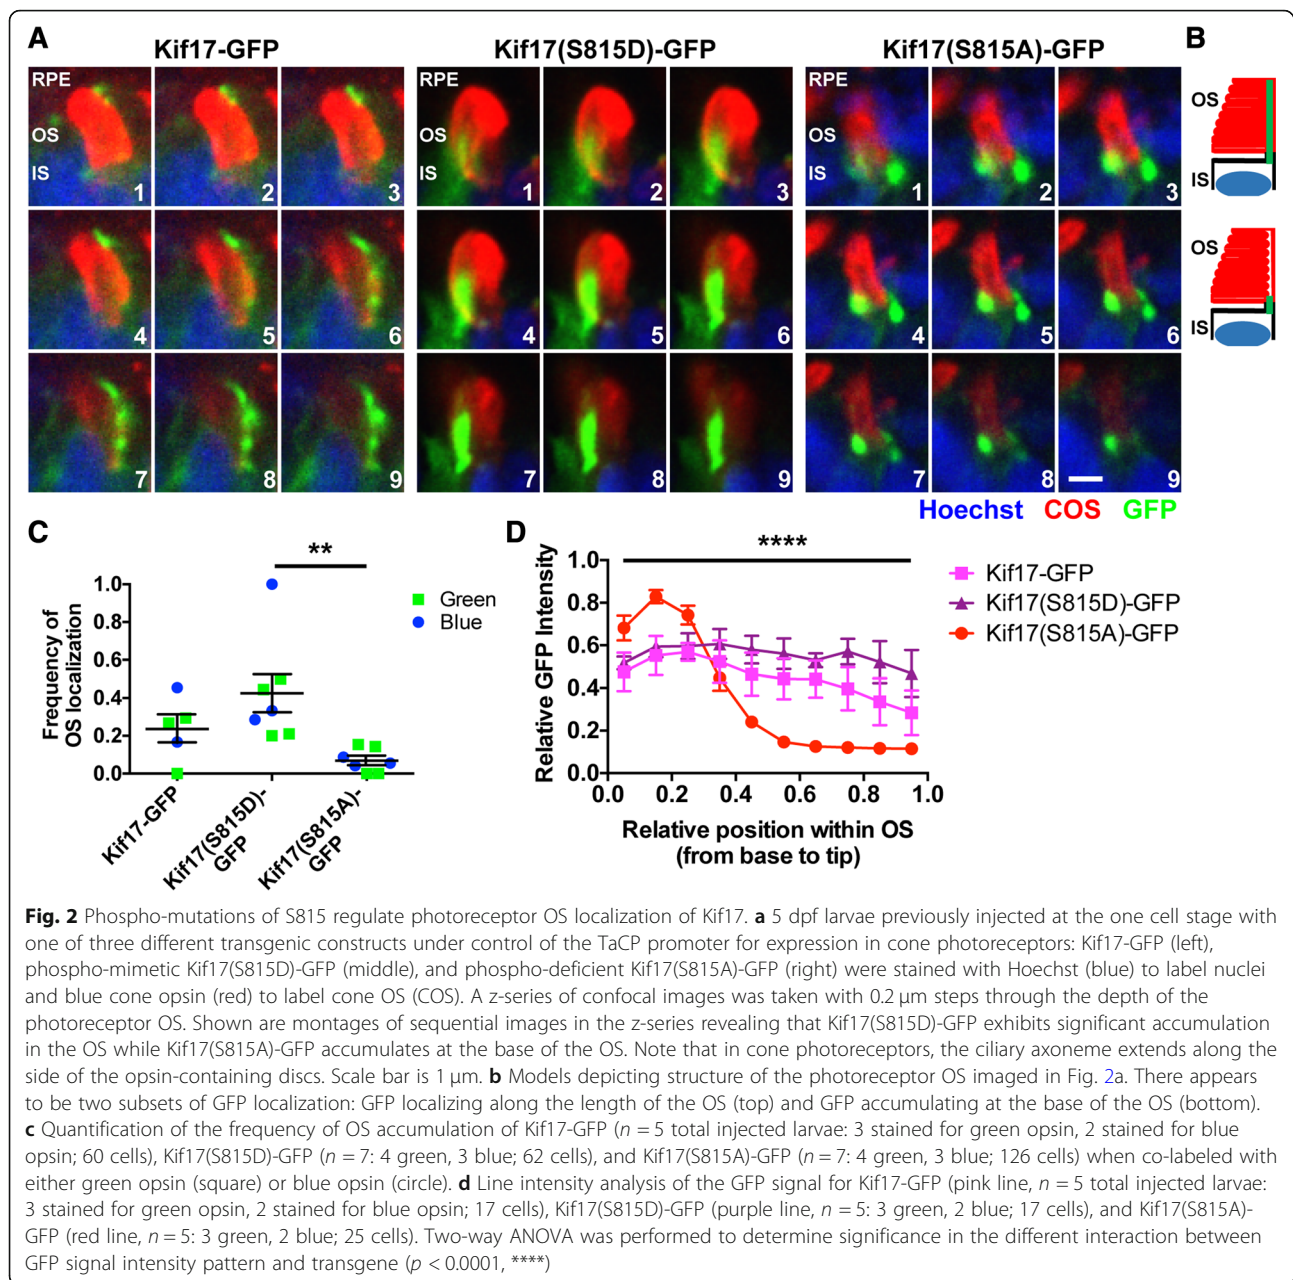 A
B
Kif17-GFP
Kif17(S815D)-GFP
Kif17(S815A)-GFP
RPE
OS
IS
1
2
3
4
5
6
7
8
9
RPE
OS
IS
1
2
3
4
5
6
7
8
9
RPE
OS
IS
1
2
3
4
5
6
7
8
9
OS
IS
OS
IS
Hoechst COS GFP
C
**
Frequency of
OS localization
1.0
0.8
0.6
0.4
0.2
0.0
Kif17-GFP
Kif17(S815D)-
GFP
Kif17(S815A)-
GFP
Green
Blue
D
****
Relative GFP Intensity
1.0
0.8
0.6
0.4
0.2
0.0
0.0 0.2 0.4 0.6 0.8 1.0
Relative position within OS
(from base to tip)
Kif17-GFP
Kif17(S815D)-GFP
Kif17(S815A)-GFP
Fig. 2 Phospho-mutations of S815 regulate photoreceptor OS localization of Kif17. a 5 dpf larvae previously injected at the one cell stage with
one of three different transgenic constructs under control of the TaCP promoter for expression in cone photoreceptors: Kif17-GFP (left),
phospho-mimetic Kif17(S815D)-GFP (middle), and phospho-deficient Kif17(S815A)-GFP (right) were stained with Hoechst (blue) to label nuclei
and blue cone opsin (red) to label cone OS (COS). A z-series of confocal images was taken with 0.2 μm steps through the depth of the
photoreceptor OS. Shown are montages of sequential images in the z-series revealing that Kif17(S815D)-GFP exhibits significant accumulation
in the OS while Kif17(S815A)-GFP accumulates at the base of the OS. Note that in cone photoreceptors, the ciliary axoneme extends along the
side of the opsin-containing discs. Scale bar is 1 μm. b Models depicting structure of the photoreceptor OS imaged in Fig. 2a. There appears
to be two subsets of GFP localization: GFP localizing along the length of the OS (top) and GFP accumulating at the base of the OS (bottom).
c Quantification of the frequency of OS accumulation of Kif17-GFP (n = 5 total injected larvae: 3 stained for green opsin, 2 stained for blue
opsin; 60 cells), Kif17(S815D)-GFP (n = 7: 4 green, 3 blue; 62 cells), and Kif17(S815A)-GFP (n = 7: 4 green, 3 blue; 126 cells) when co-labeled with
either green opsin (square) or blue opsin (circle). d Line intensity analysis of the GFP signal for Kif17-GFP (pink line, n = 5 total injected larvae:
3 stained for green opsin, 2 stained for blue opsin; 17 cells), Kif17(S815D)-GFP (purple line, n = 5: 3 green, 2 blue; 17 cells), and Kif17(S815A)-
GFP (red line, n = 5: 3 green, 2 blue; 25 cells). Two-way ANOVA was performed to determine significance in the different interaction between
GFP signal intensity pattern and transgene (p < 0.0001, ****)